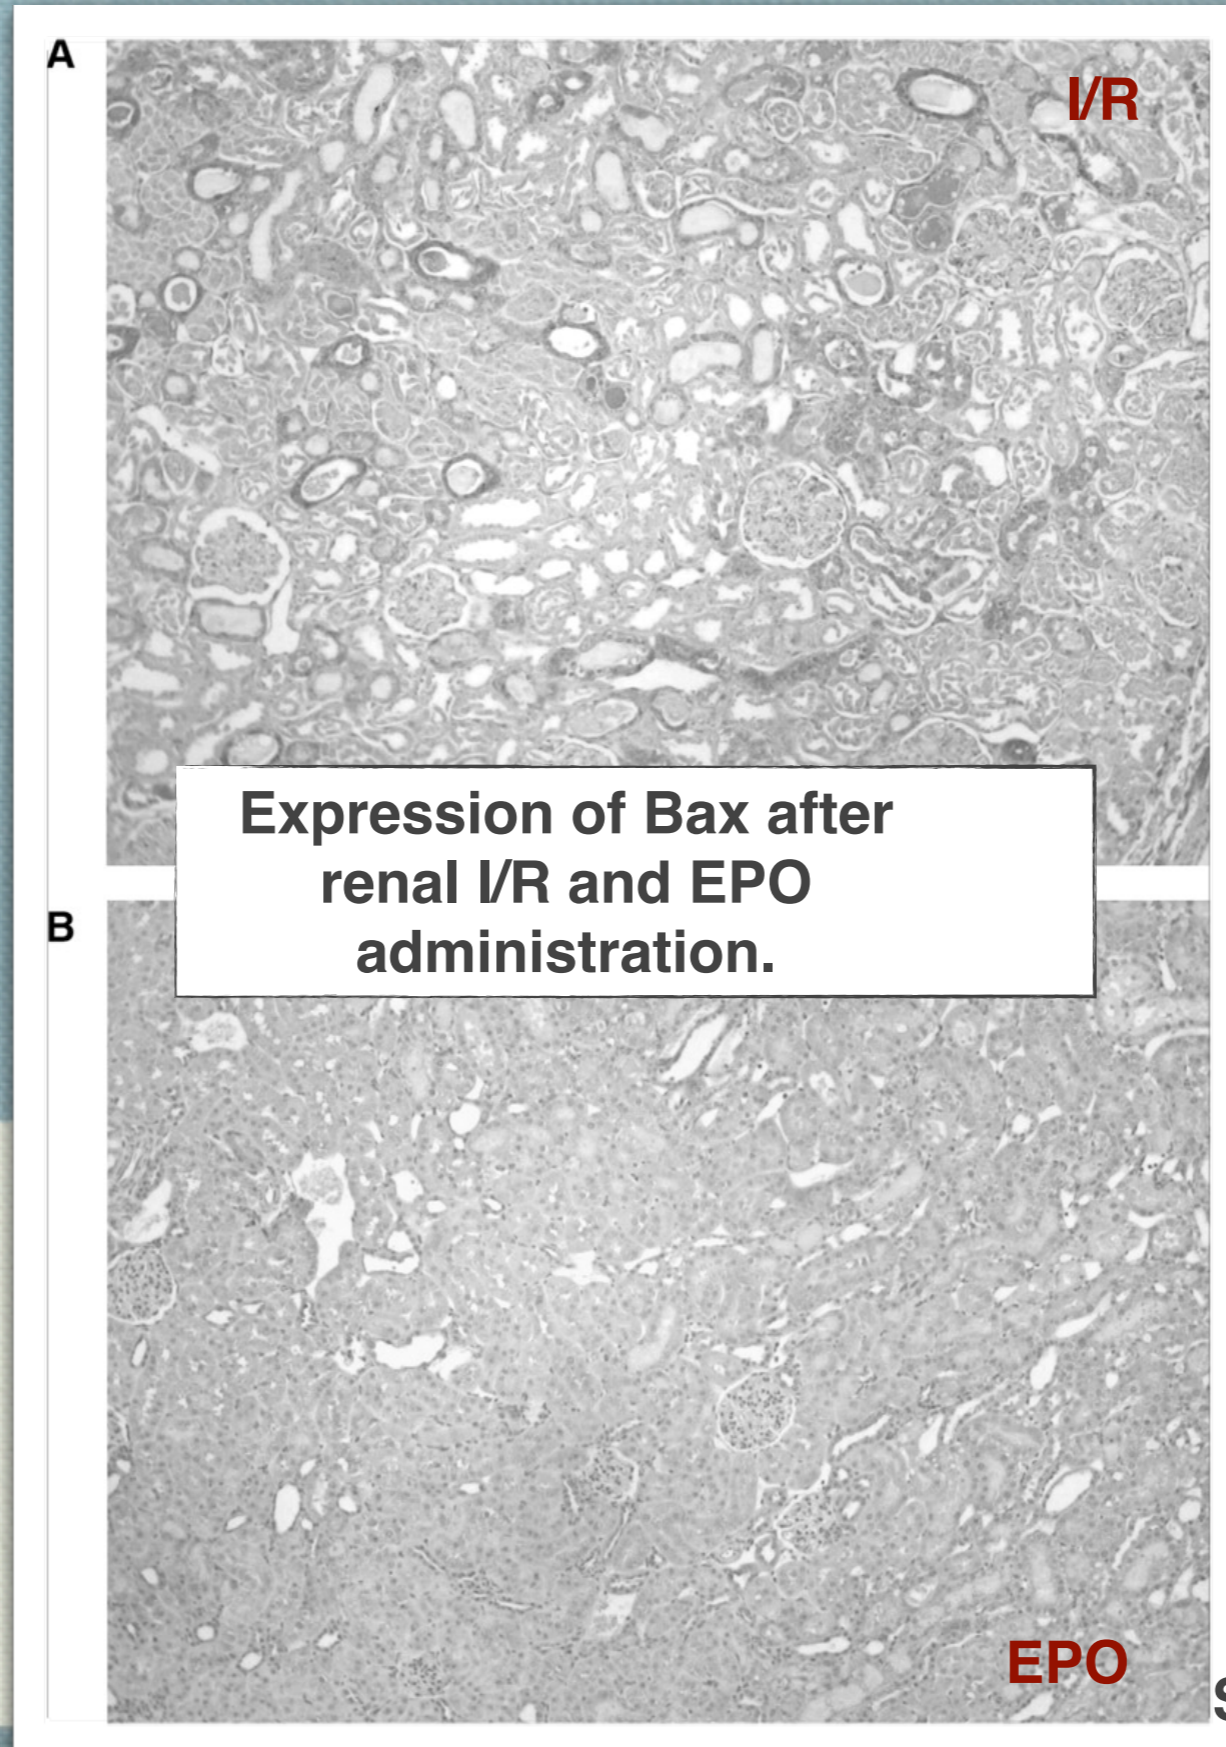 A
I/R
Expression of Bax after
renal I/R and EPO
administration.
B
EPO
S